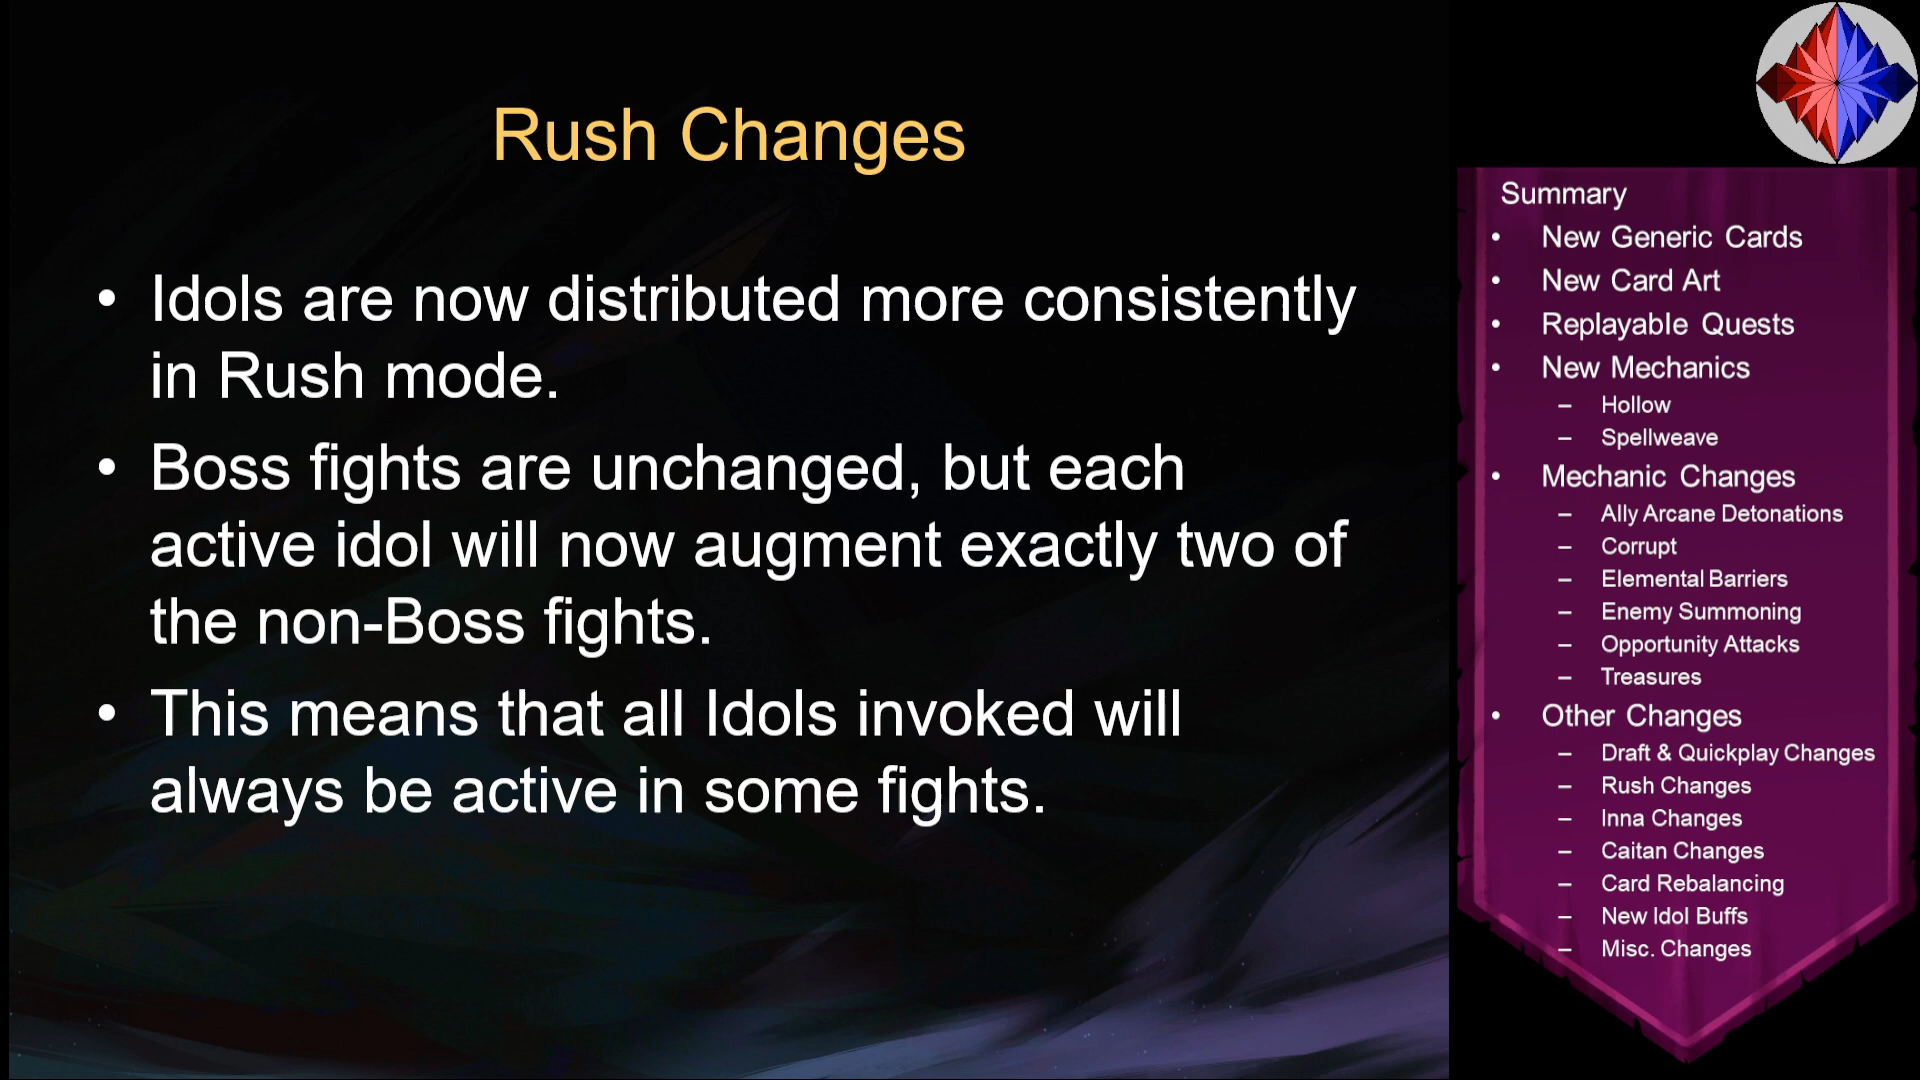 Rush Changes
• Idols are now distributed more consistently
in Rush mode.
• Boss fights are unchanged, but each
active idol will now augment exactly two of
the non-Boss fights.
• This means that all Idols invoked will
always be active in some fights.
Summary
• New Generic Cards
• New Card Art
• Replayable Quests
• New Mechanics
– Hollow
– Spellweave
• Mechanic Changes
– Ally Arcane Detonations
– Corrupt
– Elemental Barriers
– Enemy Summoning
– Opportunity Attacks
– Treasures
• Other Changes
– Draft & Quickplay Changes
– Rush Changes
– Inna Changes
– Caitan Changes
– Card Rebalancing
– New Idol Buffs
– Misc. Changes